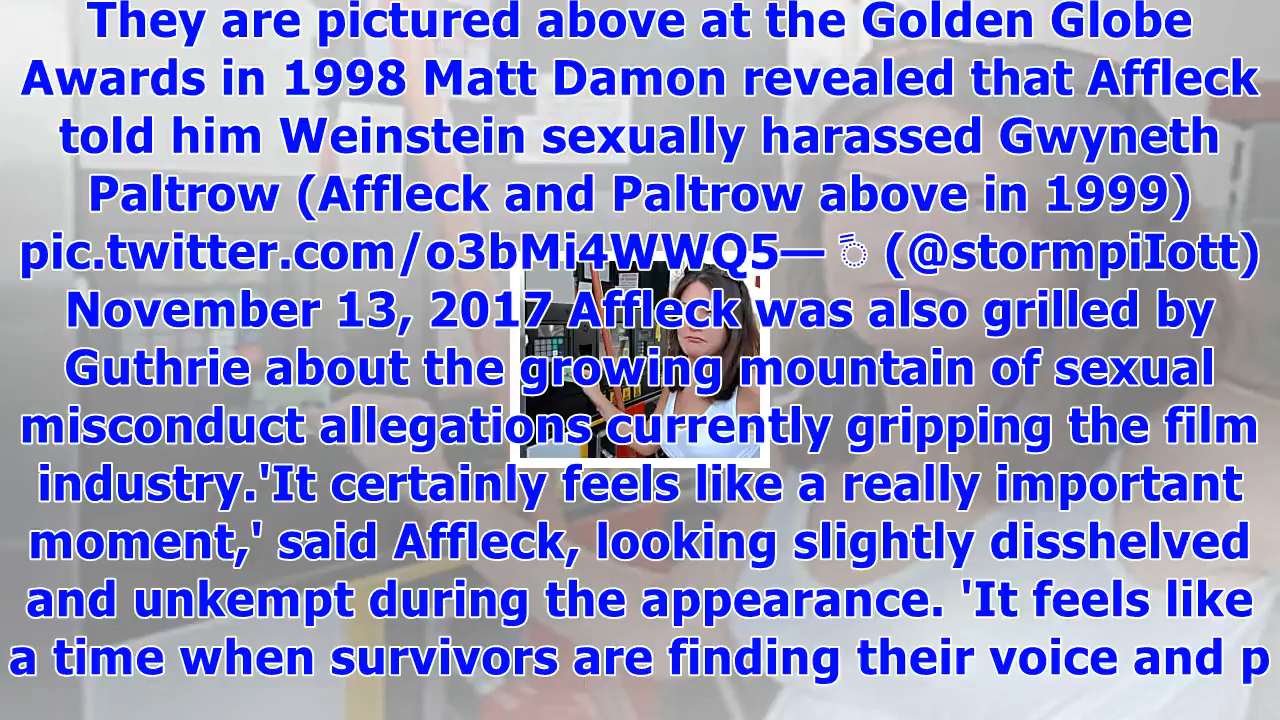 They are pictured above at the Golden Globe
Awards in 1998 Matt Damon revealed that Affleck
told him Weinstein sexually harassed Gwyneth
Paltrow (Affleck and Paltrow above in 1999)
pic.twitter.com/o3bMi4WWQ5— (@stormpiIott)
November 13, 2017 Affleck was also grilled by
Guthrie about the growing mountain of sexual
misconduct allegations currently gripping the film
industry.'It certainly feels like a really important
moment,' said Affleck, looking slightly disshelved
and unkempt during the appearance. 'It feels like
a time when survivors are finding their voice and p